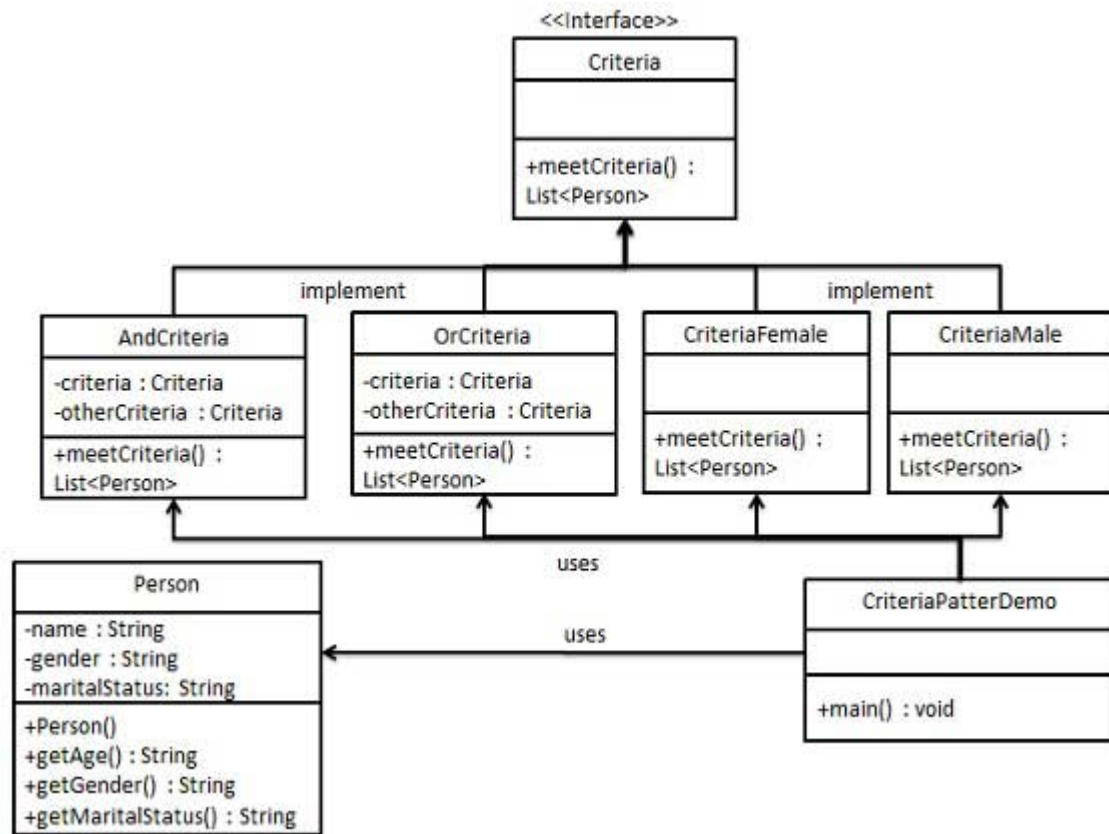 <<Interface>>
Criteria
+meetCriteria() :
List<Person>
implement
implement
AndCriteria
-criteria : Criteria
-otherCriteria : Criteria
+meetCriteria() :
List<Person>
OrCriteria
-criteria : Criteria
-otherCriteria : Criteria
+meetCriteria() :
List<Person>
CriteriaFemale
+meetCriteria() :
List<Person>
CriteriaMale
+meetCriteria() :
List<Person>
uses
Person
-name : String
-gender : String
-maritalStatus: String
+Person()
+getAge() : String
+getGender() : String
+getMaritalStatus() : String
uses
CriteriaPatterDemo
+main() : void